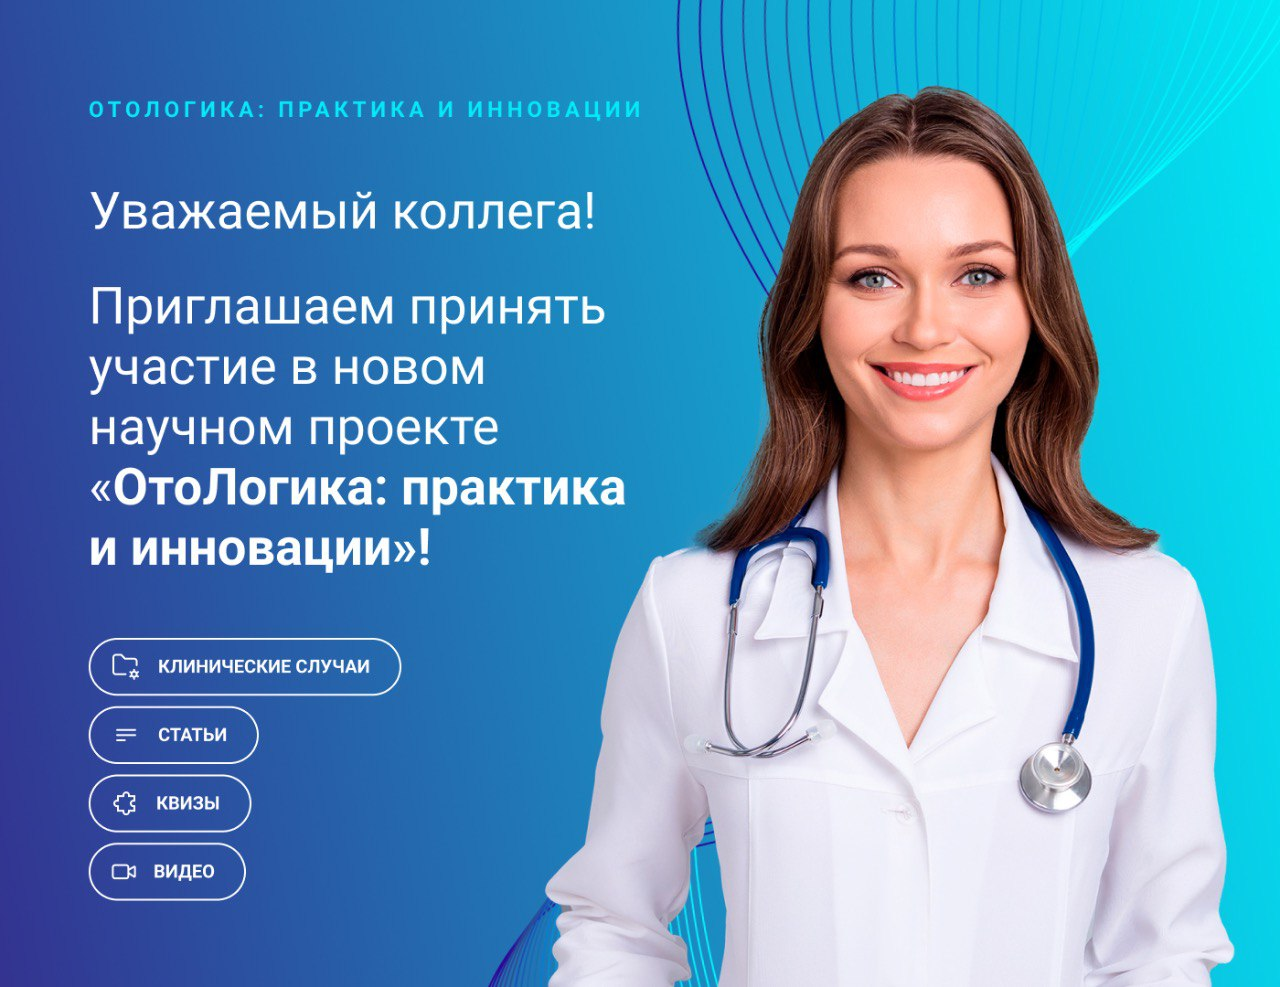 ОТОЛОГИКА: ПРАКТИКА И ИННОВАЦИИ
Уважаемый коллега!
Приглашаем принять
участие в новом
научном проекте
«ОтоЛогика: практика
и инновации»!
КЛИНИЧЕСКИЕ СЛУЧАИ
СТАТЬИ
КВИЗЫ
ВИДЕО